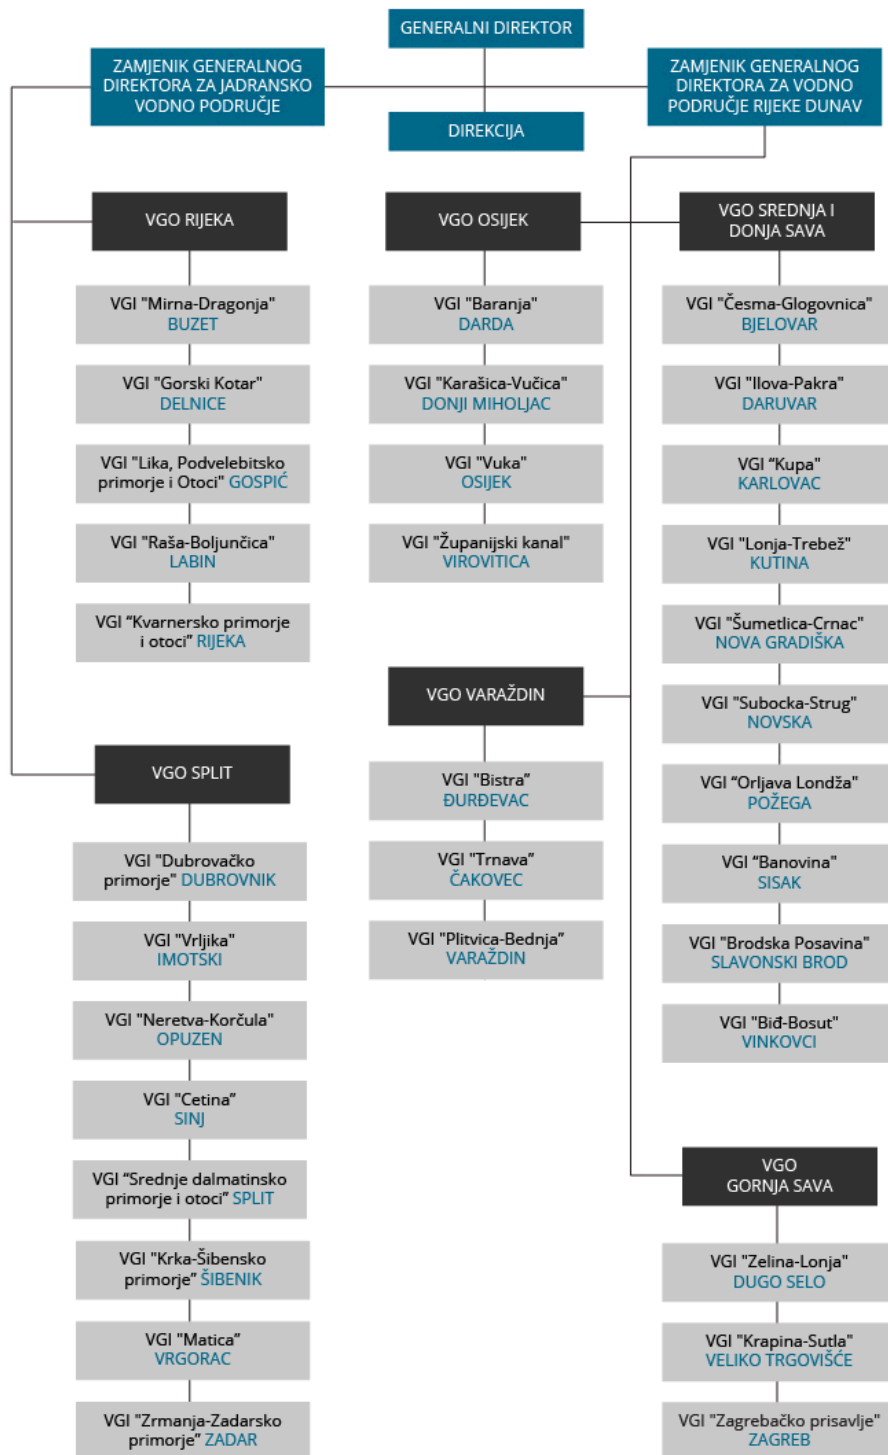 GENERALNI DIREKTOR
ZAMJENIK GENERALNOG
DIREKTORA ZA JADRANSKO
VODNO PODRUČJE
DIREKCIJA
ZAMJENIK GENERALNOG
DIREKTORA ZA VODNO
PODRUČJE RIJEKE DUNAV
VGO RIJEKA
VGI "Mirna-Dragonja"
BUZET
VGI "Gorski Kotar"
DELNICE
VGI "Lika, Podvelebitsko
primorje i Otoci" GOSPIĆ
VGI "Raša-Boljunčica"
LABIN
VGI “Kvarnersko primorje
i otoci” RIJEKA
VGO SPLIT
VGI "Dubrovačko
primorje" DUBROVNIK
VGI "Vrljika"
IMOTSKI
VGI "Neretva-Korčula"
OPUZEN
VGI "Cetina”
SINJ
VGI “Srednje dalmatinsko
primorje i otoci” SPLIT
VGI "Krka-Šibensko
primorje” ŠIBENIK
VGI "Matica”
VRGORAC
VGI "Zrmanja-Zadarsko
primorje” ZADAR
VGO OSIJEK
VGI "Baranja"
DARDA
VGI "Karašica-Vučica"
DONJI MIHOLJAC
VGI "Vuka"
OSIJEK
VGI "Županijski kanal"
VIROVITICA
VGO VARAŽDIN
VGI "Bistra”
ĐURĐEVAC
VGI "Trnava”
ČAKOVEC
VGI "Plitvica-Bednja”
VARAŽDIN
VGO SREDNJA I
DONJA SAVA
VGI "Česma-Glogovnica"
BJELOVAR
VGI "Ilova-Pakra"
DARUVAR
VGI “Kupa"
KARLOVAC
VGI "Lonja-Trebež"
KUTINA
VGI "Šumetlica-Crnac"
NOVA GRADIŠKA
VGI "Subocka-Strug"
NOVSKA
VGI “Orljava Londža"
POŽEGA
VGI “Banovina"
SISAK
VGI "Brodska Posavina"
SLAVONSKI BROD
VGI "Biđ-Bosut"
VINKOVCI
VGO
GORNJA SAVA
VGI "Zelina-Lonja"
DUGO SELO
VGI "Krapina-Sutla"
VELIKO TRGOVIŠĆE
VGI "Zagrebačko prisavlje"
ZAGREB